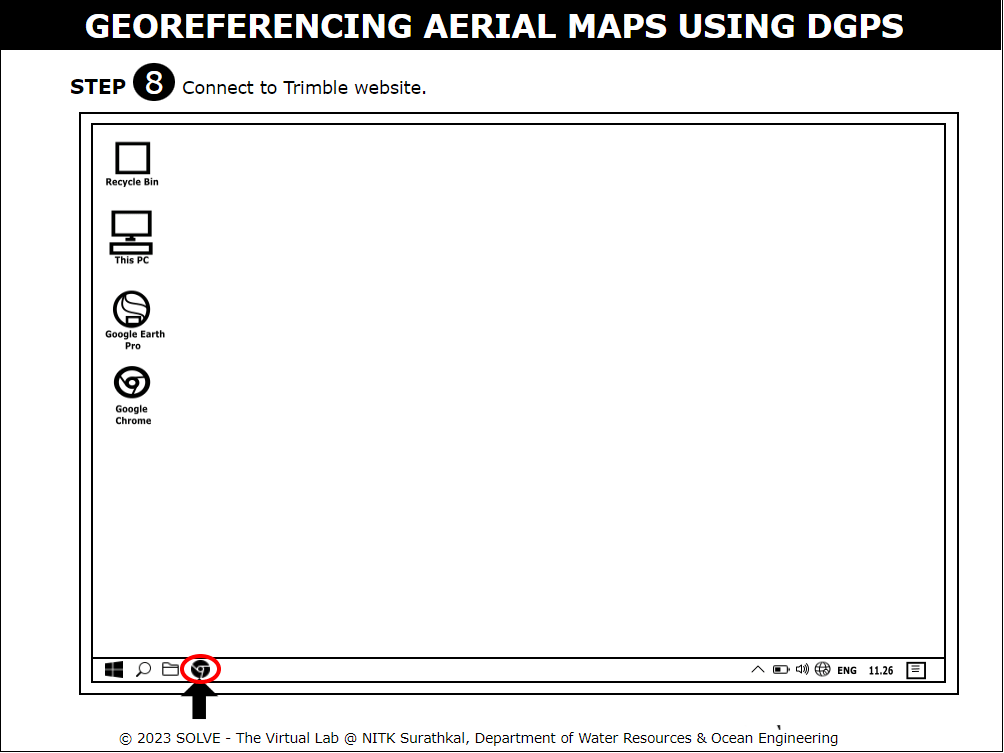 GEOREFERENCING AERIAL MAPS USING DGPS
STEP 8 Connect to Trimble website.
Recycle Bin
This PC
Google Earth
Pro
Google
Chrome
ENG 11.26
© 2023 SOLVE - The Virtual Lab @ NITK Surathkal, Department of Water Resources & Ocean Engineering